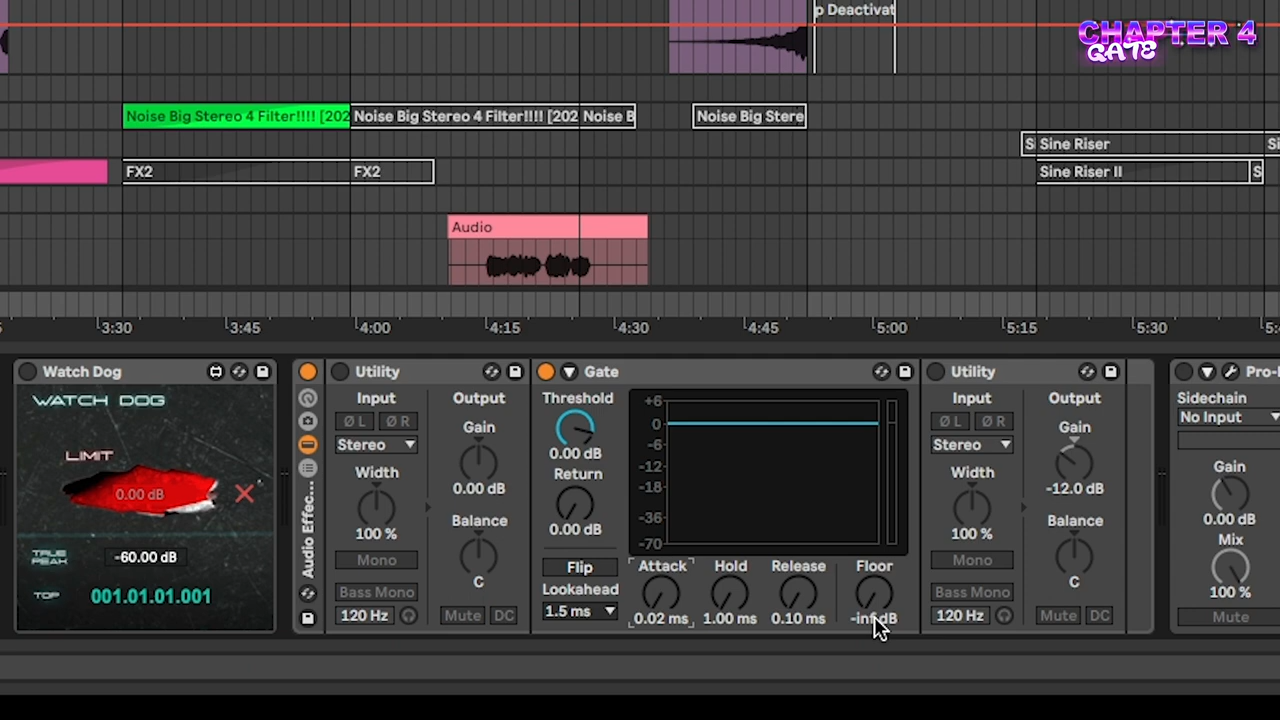 p Deactivat
CHAPTER 4
GATE
Noise Big Stereo 4 Filter!!!! [202
Noise Big Stereo 4 Filter!!!! [202
Noise B
Noise Big Stere
S
Sine Riser
Si
FX2
FX2
Sine Riser II
S
Audio
3:30
3:45
4:00
4:15
4:30
4:45
5:00
5:15
5:30
Watch Dog
WATCH DOG
LIMIT
0.00 dB
TRUE
PEAK
-60.00 dB
TOP
001.01.01.001
Audio Effec...
Utility
Input
Output
Ø L
Ø R
Gain
Stereo
Width
0.00 dB
Balance
100 %
Mono
C
Bass Mono
120 Hz
Mute
DC
Gate
Threshold
0.00 dB
Return
0.00 dB
Flip
Lookahead
1.5 ms
+6
0
-6
-12
-18
-36
-70
Attack
Hold
Release
Floor
0.02 ms
1.00 ms
0.10 ms
-inf dB
Utility
Input
Output
Ø L
Ø R
Gain
Stereo
Width
-12.0 dB
Balance
100 %
Mono
C
Bass Mono
120 Hz
Mute
DC
Pro-
Sidechain
No Input
Gain
0.00 dB
Mix
100 %
Mute